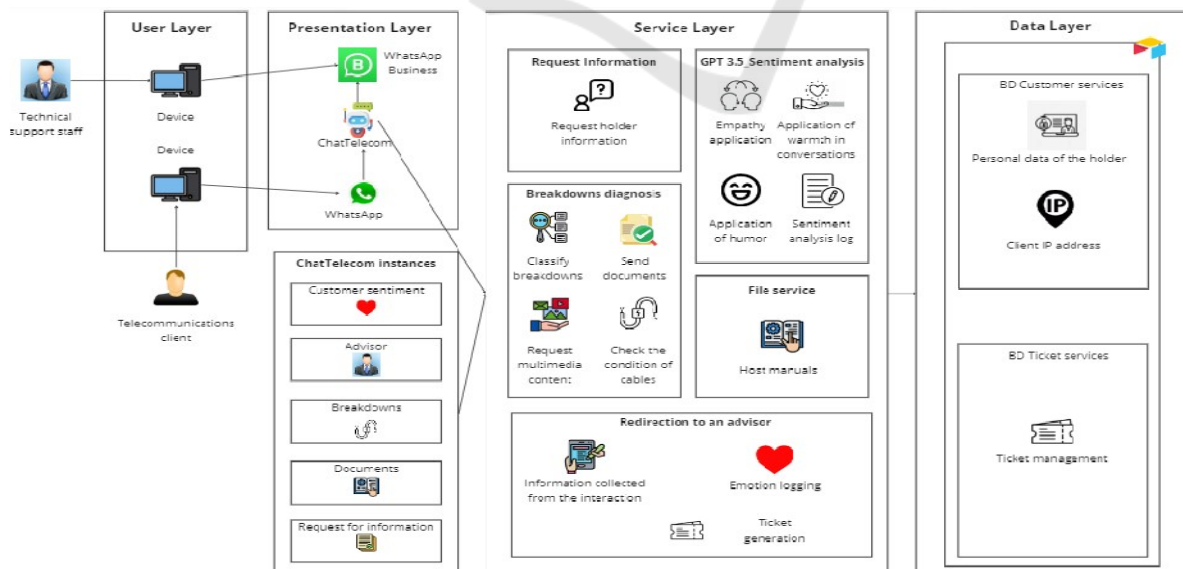 User Layer
Technical
support staff
Device
Device
Telecommunications
client
Presentation Layer
WhatsApp
Business
ChatTelecom
WhatsApp
ChatTelecom instances
Customer sentiment
Advisor
Breakdowns
Documents
Request for information
Service Layer
Request Information
?
Request holder
information
Breakdowns diagnosis
Classify
breakdowns
Send
documents
Request
multimedia
content
Check the
condition of
cables
GPT 3.5_Sentiment analysis
Empathy
application
Application of
warmth in
conversations
Application
of humor
Sentiment
analysis log
File service
Host manuals
Redirection to an advisor
Information collected
from the interaction
Emotion logging
Ticket
generation
Data Layer
BD Customer services
Personal data of the holder
IP
Client IP address
BD Ticket services
Ticket management